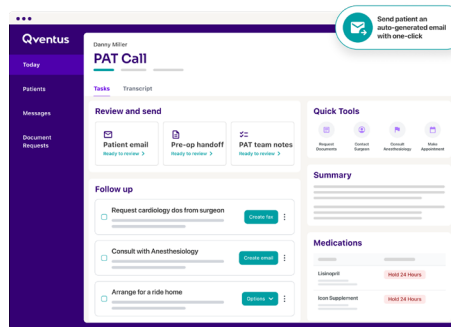 Send patient an
auto-generated email
with one-click
Qventus
Today
Patients
Messages
Document
Requests
Danny Miller
PAT Call
Tasks Transcript
Review and send
Patient email
Ready to review >
Pre-op handoff
Ready to review >
PAT team notes
Ready to review >
Follow up
Request cardiology dos from surgeon
Create fax
Consult with Anesthesiology
Create email
Arrange for a ride home
Options
Quick Tools
Request
Documents
Contact
Surgeon
Consult
Anesthesiology
Make
Appointment
Summary
Medications
Lisinopril
Hold 24 Hours
Icon Supplement
Hold 24 Hours